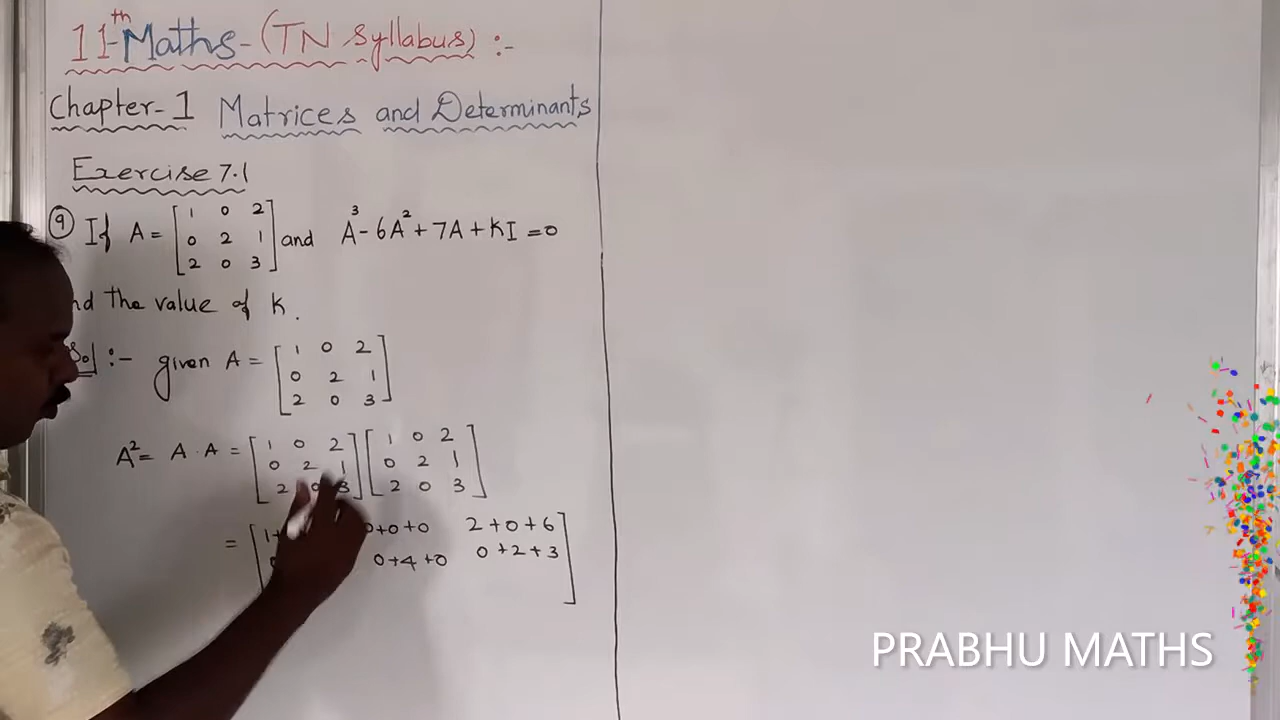 11th Maths - (TN Syllabus) :-
Chapter - 1 Matrices and Determinants
Exercise 7.1
9 If A = [ 1 0 2 and A³ - 6A² + 7A + KI = 0
0 2 1
2 0 3 ]
the value of K.
:- given A = [ 1 0 2
0 2 1
2 0 3 ]
A² = A . A = [ 1 0 2 ] [ 1 0 2 ]
0 2 1 0 2 1
2 0 3 2 0 3
= [ 0+0+0 2+0+6 ]
0+4+0 0+2+3
PRABHU MATHS